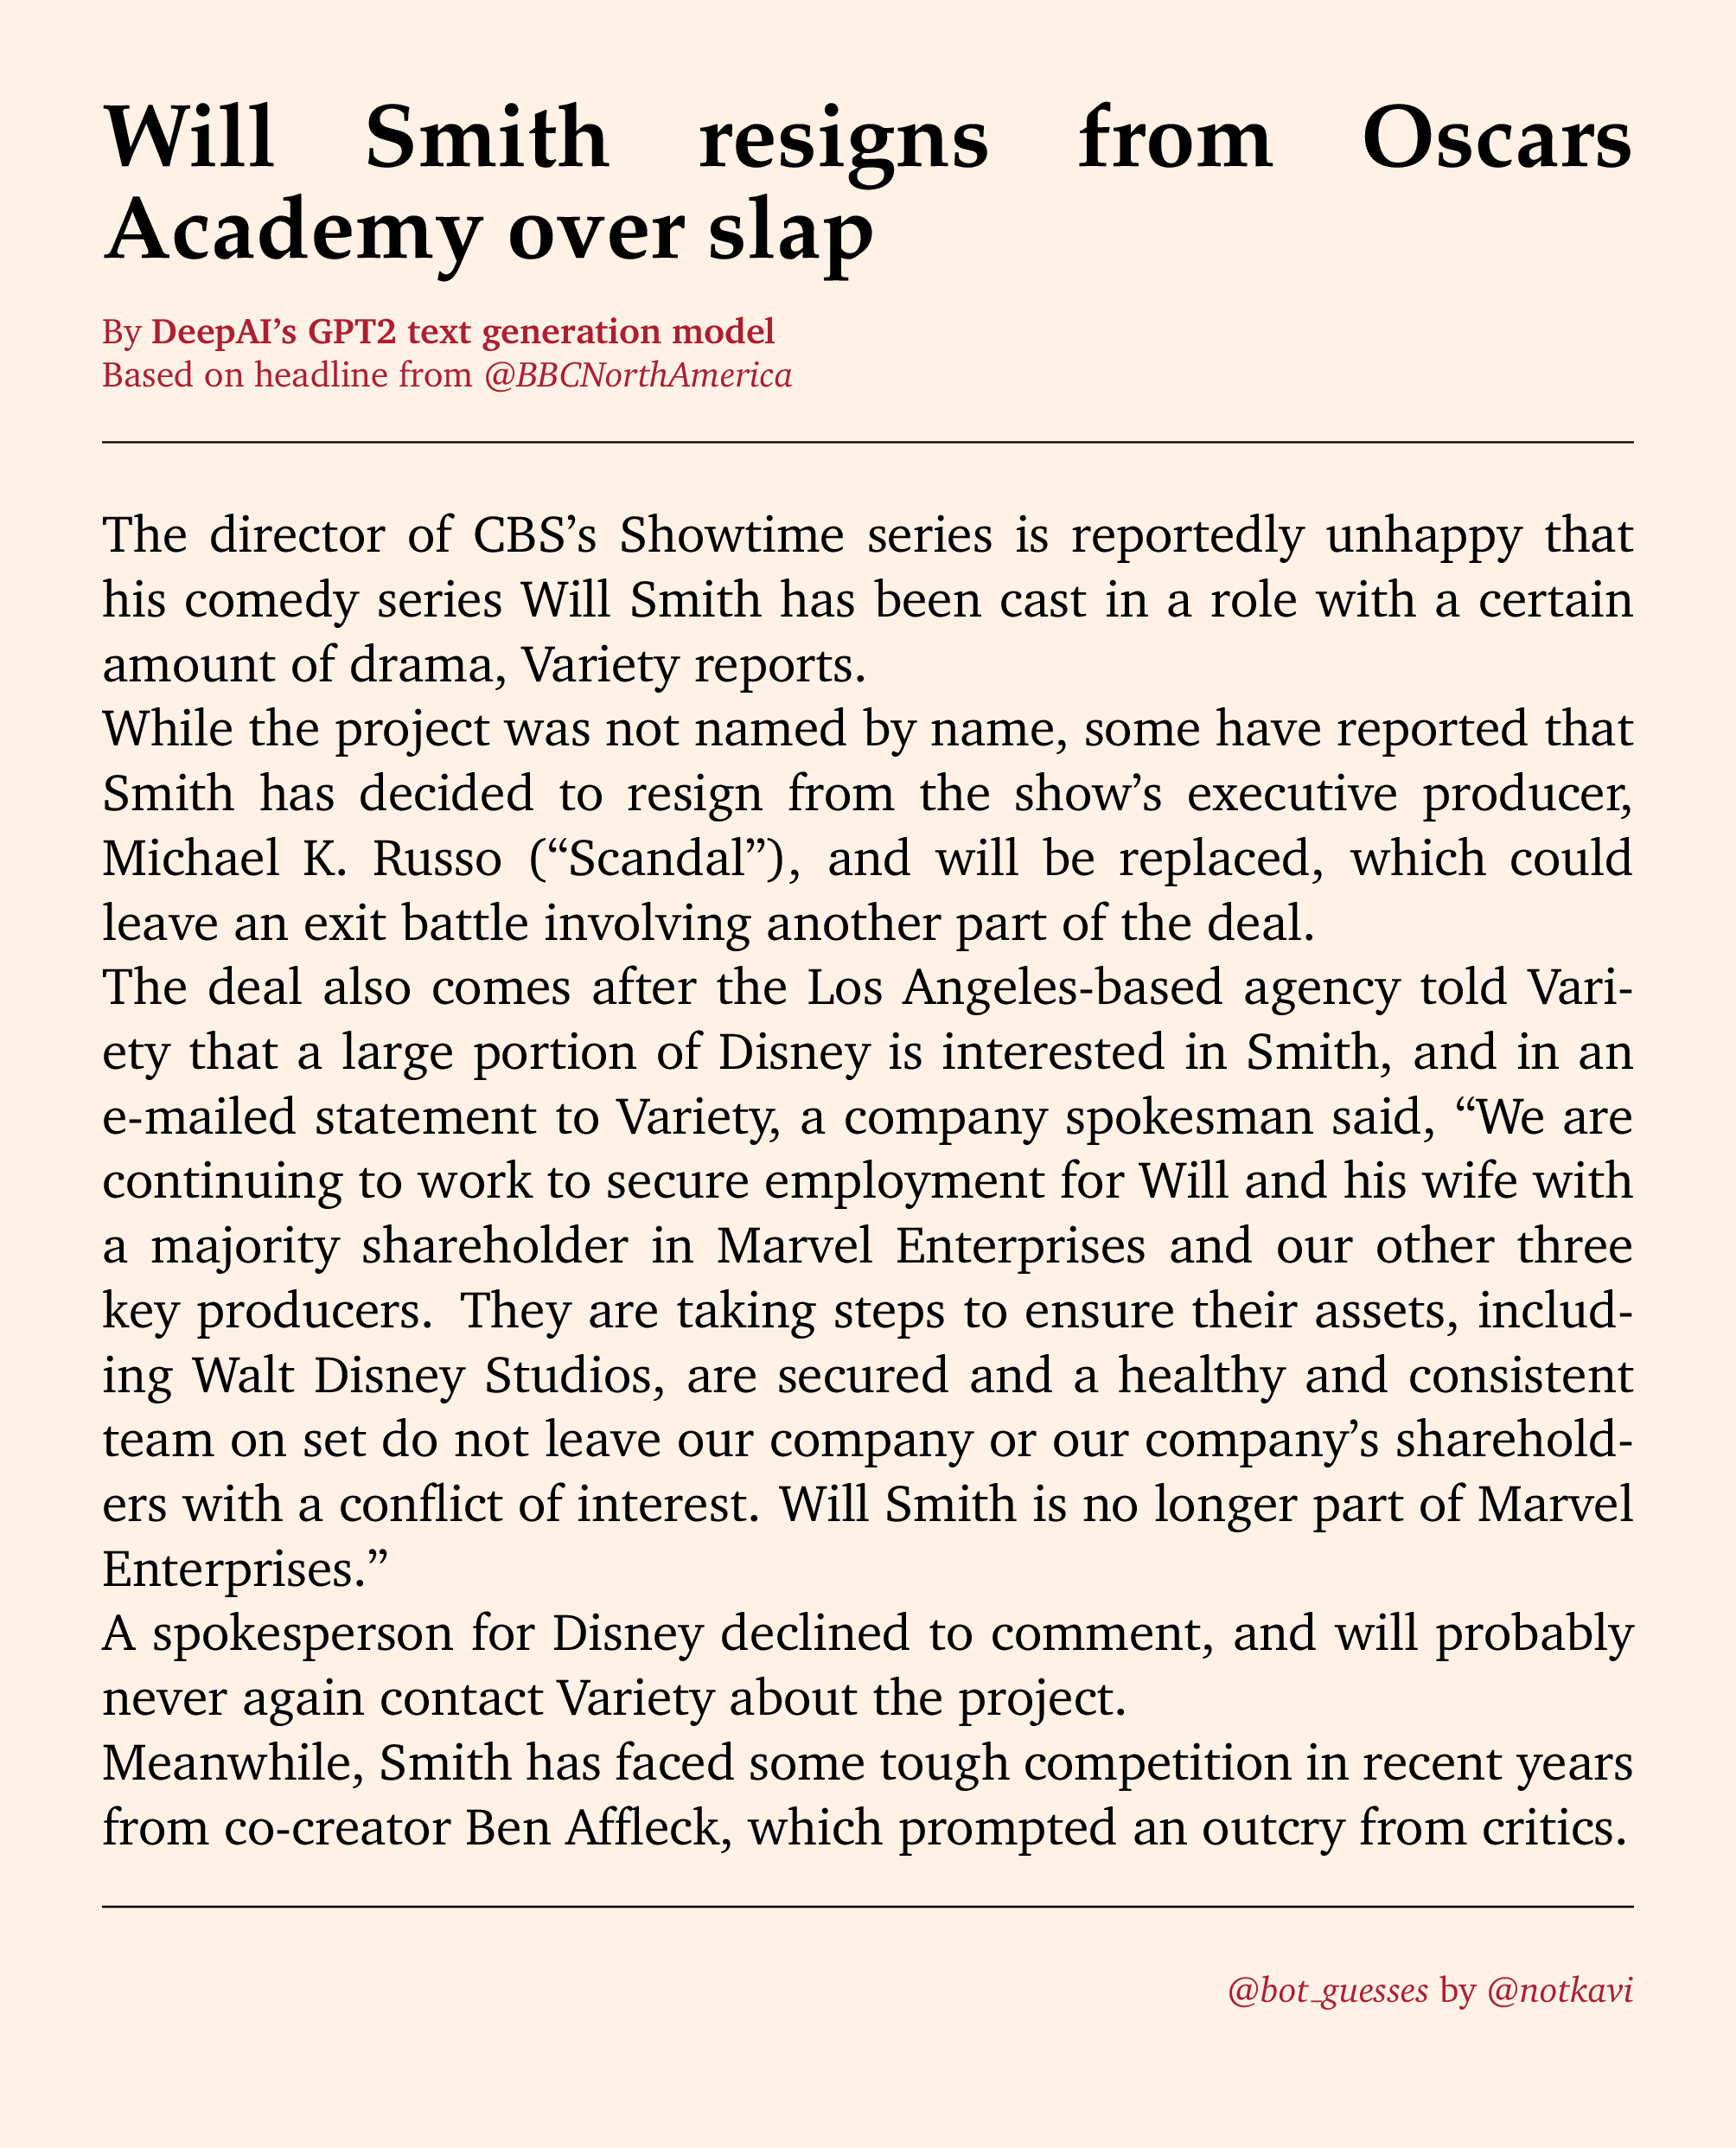 Will Smith resigns from Oscars
Academy over slap
By DeepAI’s GPT2 text generation model
Based on headline from @BBCNorthAmerica
The director of CBS’s Showtime series is reportedly unhappy that
his comedy series Will Smith has been cast in a role with a certain
amount of drama, Variety reports.
While the project was not named by name, some have reported that
Smith has decided to resign from the show’s executive producer,
Michael K. Russo (“Scandal”), and will be replaced, which could
leave an exit battle involving another part of the deal.
The deal also comes after the Los Angeles-based agency told Vari-
ety that a large portion of Disney is interested in Smith, and in an
e-mailed statement to Variety, a company spokesman said, “We are
continuing to work to secure employment for Will and his wife with
a majority shareholder in Marvel Enterprises and our other three
key producers. They are taking steps to ensure their assets, includ-
ing Walt Disney Studios, are secured and a healthy and consistent
team on set do not leave our company or our company’s sharehold-
ers with a conflict of interest. Will Smith is no longer part of Marvel
Enterprises.”
A spokesperson for Disney declined to comment, and will probably
never again contact Variety about the project.
Meanwhile, Smith has faced some tough competition in recent years
from co-creator Ben Affleck, which prompted an outcry from critics.
@bot_guesses by @notkavi